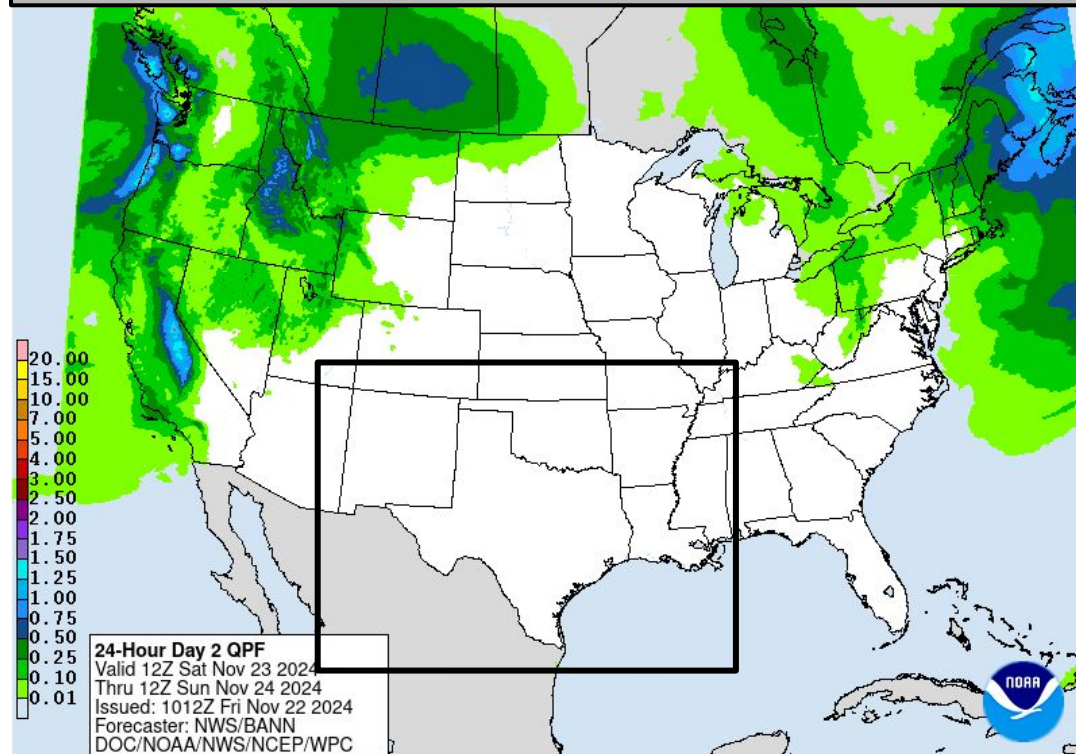 20.00
15.00
10.00
7.00
5.00
4.00
3.00
2.50
2.00
1.75
1.50
1.25
1.00
0.75
0.50
0.25
0.10
0.01
24-Hour Day 2 QPF
Valid 12Z Sat Nov 23 2024
Thru 12Z Sun Nov 24 2024
Issued: 1012Z Fri Nov 22 2024
Forecaster: NWS/BANN
DOC/NOAA/NWS/NCEP/WPC
NOAA